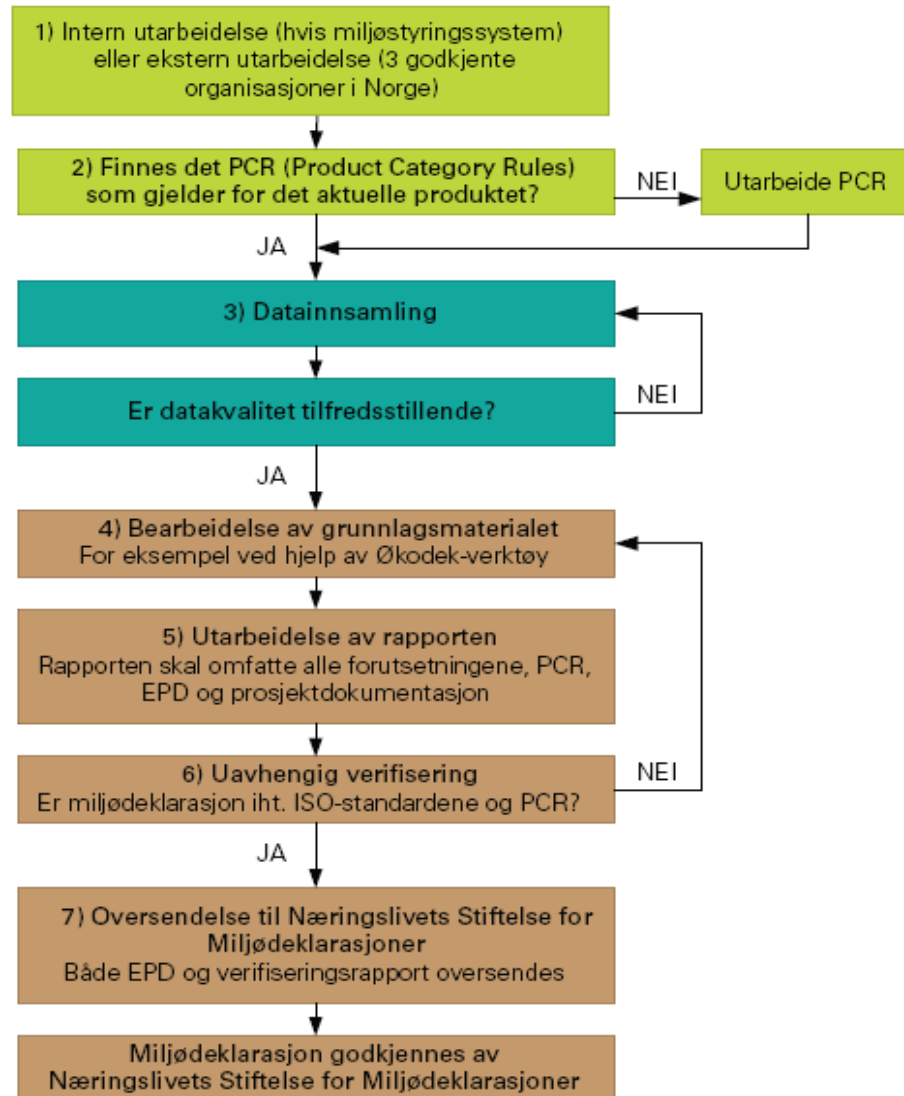 1) Intern utarbeidelse (hvis miljøstyringssystem)
eller ekstern utarbeidelse (3 godkjente
organisasjoner i Norge)
2) Finnes det PCR (Product Category Rules)
som gjelder for det aktuelle produktet?
NEI
Utarbeide PCR
JA
3) Datainnsamling
Er datakvalitet tilfredsstillende?
NEI
JA
4) Bearbeidelse av grunnlagsmaterialet
For eksempel ved hjelp av Økodek-verktøy
5) Utarbeidelse av rapporten
Rapporten skal omfatte alle forutsetningene, PCR,
EPD og prosjektdokumentasjon
6) Uavhengig verifisering
Er miljødeklarasjon iht. ISO-standardene og PCR?
NEI
JA
7) Oversendelse til Næringslivets Stiftelse for
Miljødeklarasjoner
Både EPD og verifiseringsrapport oversendes
Miljødeklarasjon godkjennes av
Næringslivets Stiftelse for Miljødeklarasjoner